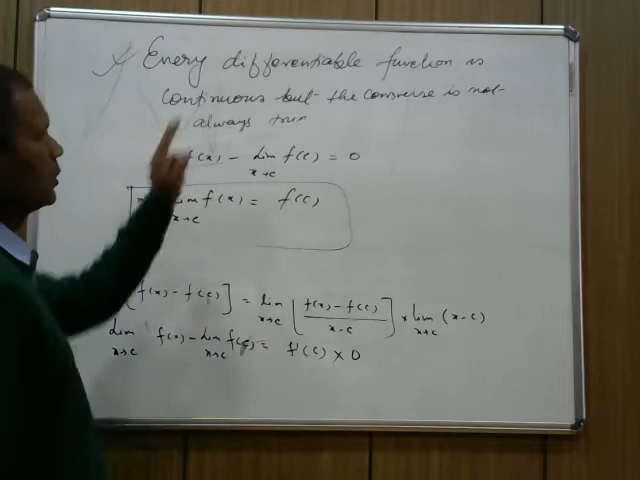 Every differentiable function is
continuous but the converse is not
always true
f(x) - lim f(c) = 0
x→c
lim f(x) = f(c)
x→c
[f(x) - f(c)] = lim x→c [f(x) - f(c) / x-c] × lim x→c (x-c)
lim x→c f(x) - lim x→c f(c) = f'(c) × 0